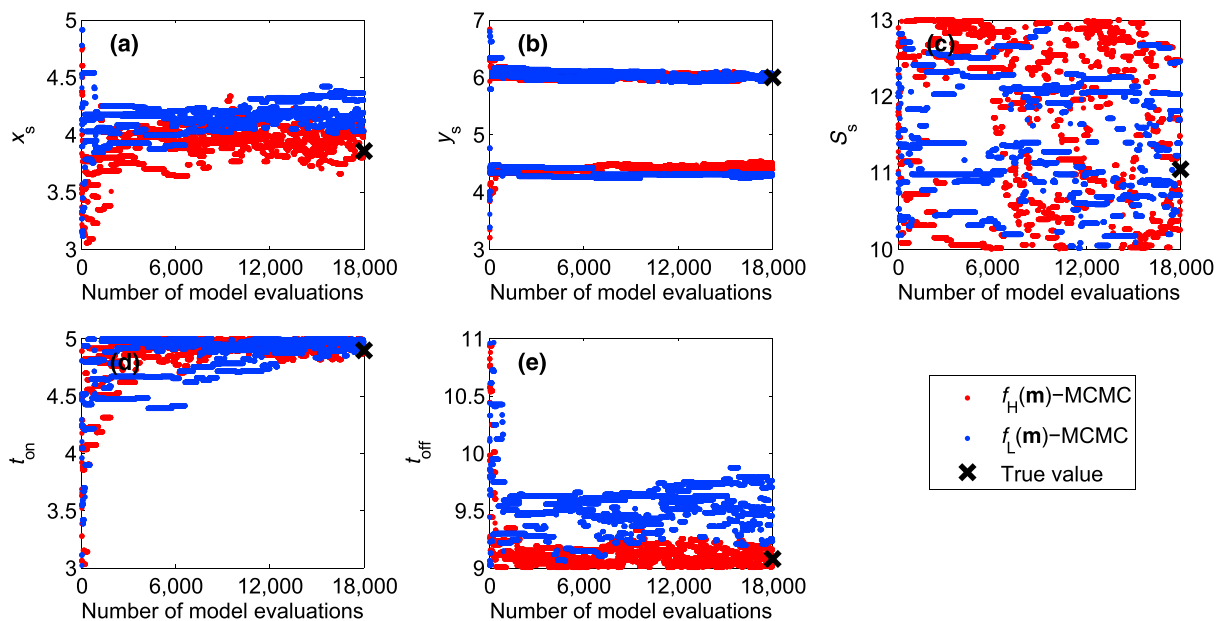 (a)
5
4.5
4
3.5
3
x_s
0 6,000 12,000 18,000
Number of model evaluations
(b)
7
6
5
4
3
y_s
0 6,000 12,000 18,000
Number of model evaluations
(c)
13
12
11
10
S_s
0 6,000 12,000 18,000
Number of model evaluations
(d)
5
4.5
4
3.5
3
t_on
0 6,000 12,000 18,000
Number of model evaluations
(e)
11
10.5
10
9.5
9
t_off
0 6,000 12,000 18,000
Number of model evaluations
f_H(m)−MCMC
f_L(m)−MCMC
True value